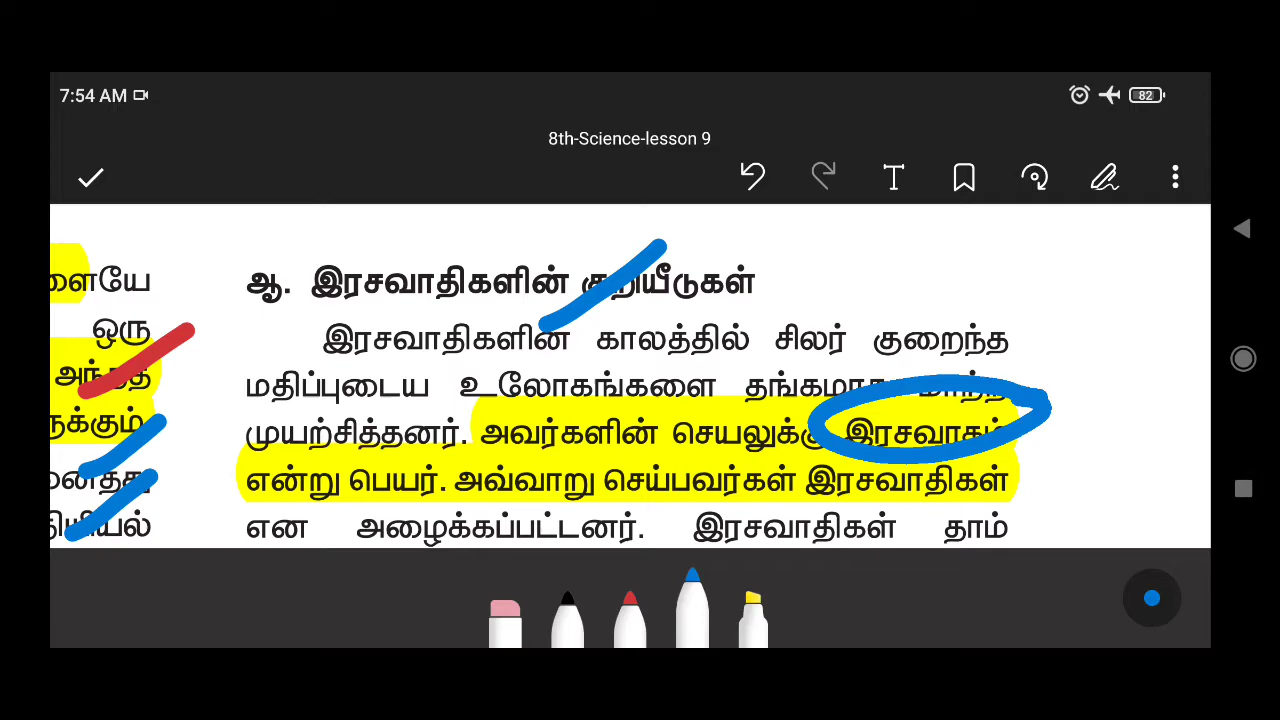 7:54 AM
82
8th-Science-lesson 9
ளையே
ஒரு
க்கும்
யியல்
ஆ. இரசவாதிகளின் குறியீடுகள்
இரசவாதிகளின் காலத்தில் சிலர் குறைந்த
மதிப்புடைய உலோகங்களை தங்கமாக மாற்ற
முயற்சித்தனர். அவர்களின் செயலுக்கு இரசவாதம்
என்று பெயர். அவ்வாறு செய்பவர்கள் இரசவாதிகள்
என அழைக்கப்பட்டனர். இரசவாதிகள் தாம்